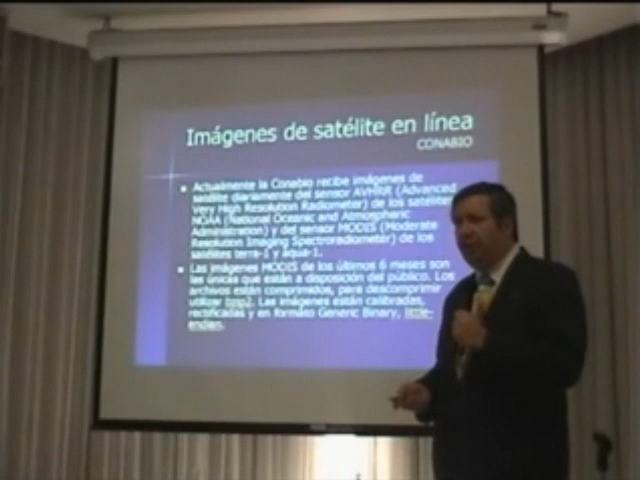 Imágenes de satélite en línea
CONABIO
Actualmente la Conabio recibe imágenes de
satélite diariamente del sensor AVHRR (Advanced
Very High Resolution Radiometer) de los satélites
NOAA (National Oceanic and Atmospheric
Administration) y del sensor MODIS (Moderate
Resolution Imaging Spectroradiometer) de los
satélites terra-1 y aqua-1.
Las imágenes MODIS de los últimos 6 meses son
las únicas que están a disposición del público. Los
archivos están comprimidos, para descomprimir
utilizar bzip2. Las imágenes están calibradas,
rectificadas y en formato Generic Binary, little-
endian.